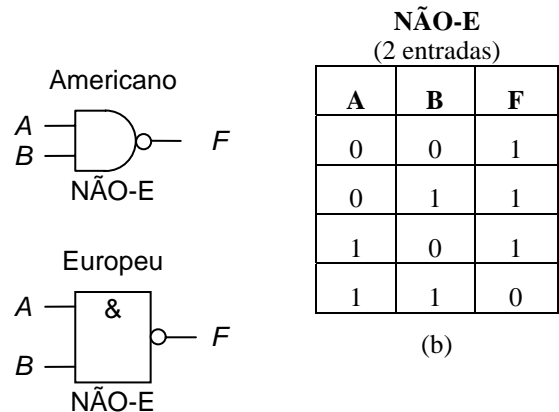 Americano
A
B
F
NÃO-E
Europeu
A
&
B
F
NÃO-E
NÃO-E
(2 entradas)
A B F
0 0 1
0 1 1
1 0 1
1 1 0
(b)